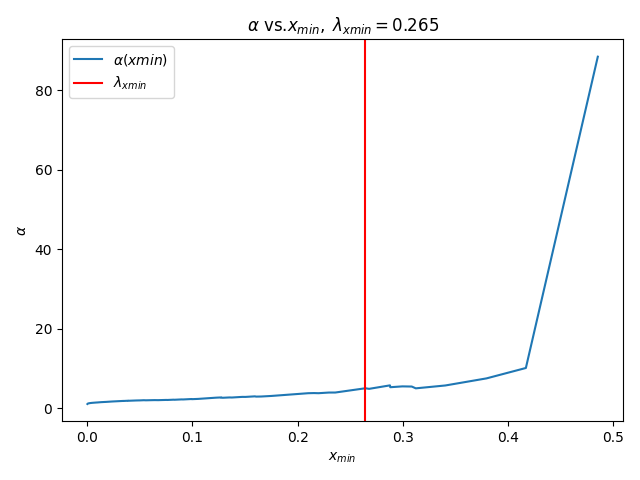 α vs.xmin, λxmin = 0.265
α(xmin)
λxmin
α
80
60
40
20
0
0.0 0.1 0.2 0.3 0.4 0.5
xmin